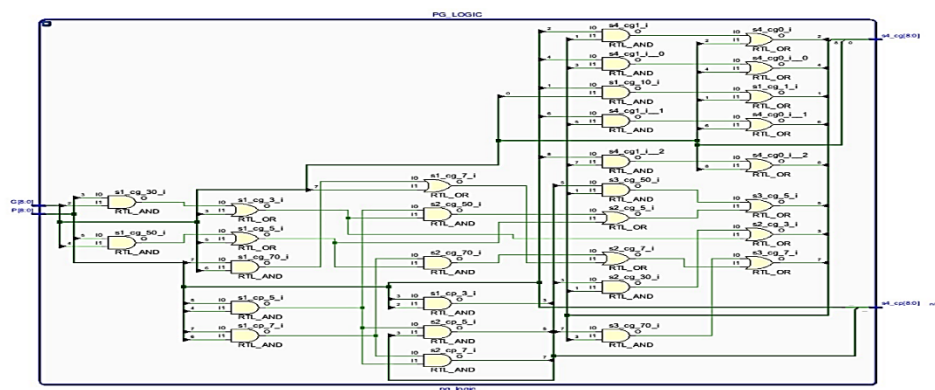 PG_LOGIC
s4_cg1_i
RTL_AND
s4_cg0_i
RTL_OR
s4_cg[8:0]
s4_cg1_i__0
RTL_AND
s4_cg0_i__0
RTL_OR
s1_cg_10_i
RTL_AND
s1_cg_1_i
RTL_OR
s4_cg1_i__1
RTL_AND
s4_cg0_i__1
RTL_OR
s4_cg1_i__2
RTL_AND
s4_cg0_i__2
RTL_OR
G[8:0]
P[8:0]
s1_cg_30_i
RTL_AND
s1_cg_3_i
RTL_OR
s1_cg_7_i
RTL_OR
s3_cg_50_i
RTL_AND
s3_cg_5_i
RTL_OR
s1_cg_50_i
RTL_AND
s1_cg_5_i
RTL_OR
s2_cg_50_i
RTL_AND
s2_cg_5_i
RTL_OR
s2_cg_3_i
RTL_OR
s1_cg_70_i
RTL_AND
s2_cg_70_i
RTL_AND
s2_cg_7_i
RTL_OR
s3_cg_7_i
RTL_OR
s1_cp_5_i
RTL_AND
s1_cp_3_i
RTL_AND
s2_cg_30_i
RTL_AND
s4_cp[8:0]
s1_cp_7_i
RTL_AND
s2_cp_5_i
RTL_AND
s3_cg_70_i
RTL_AND
s2_cp_7_i
RTL_AND
pg_logic